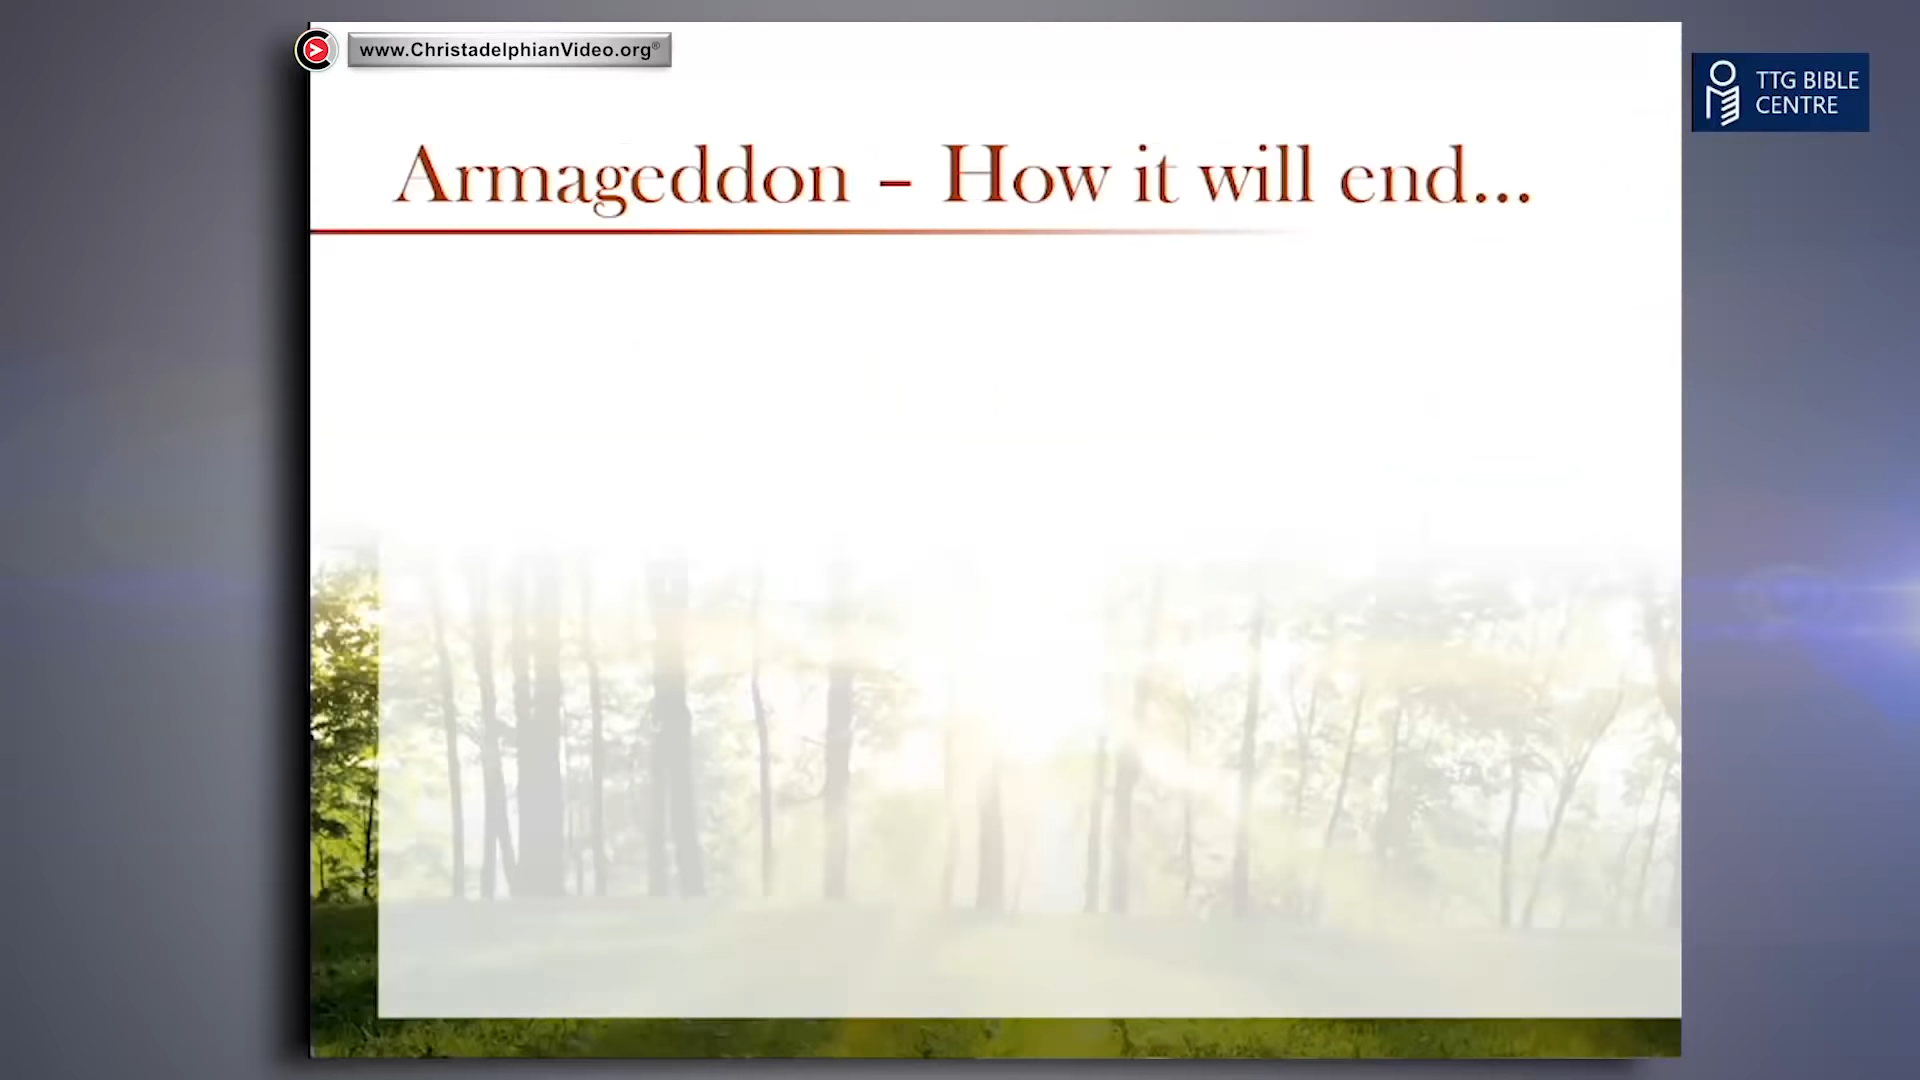 www.ChristadelphianVideo.org®
TTG BIBLE
CENTRE
Armageddon – How it will end...